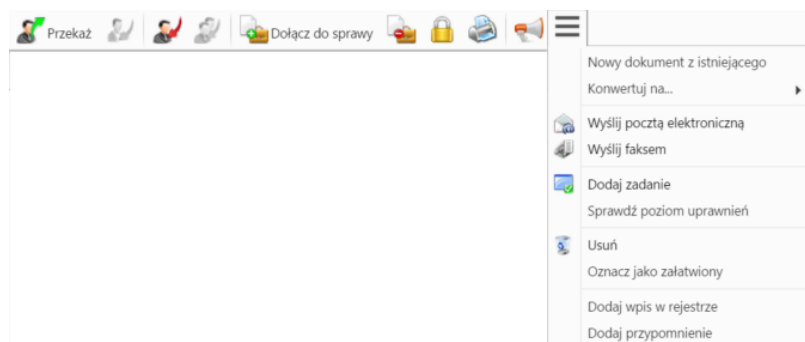 Przekaż Dołącz do sprawy
Nowy dokument z istniejącego
Konwertuj na...
Wyślij pocztą elektroniczną
Wyślij faksem
Dodaj zadanie
Sprawdź poziom uprawnień
Usuń
Oznacz jako załatwiony
Dodaj wpis w rejestrze
Dodaj przypomnienie